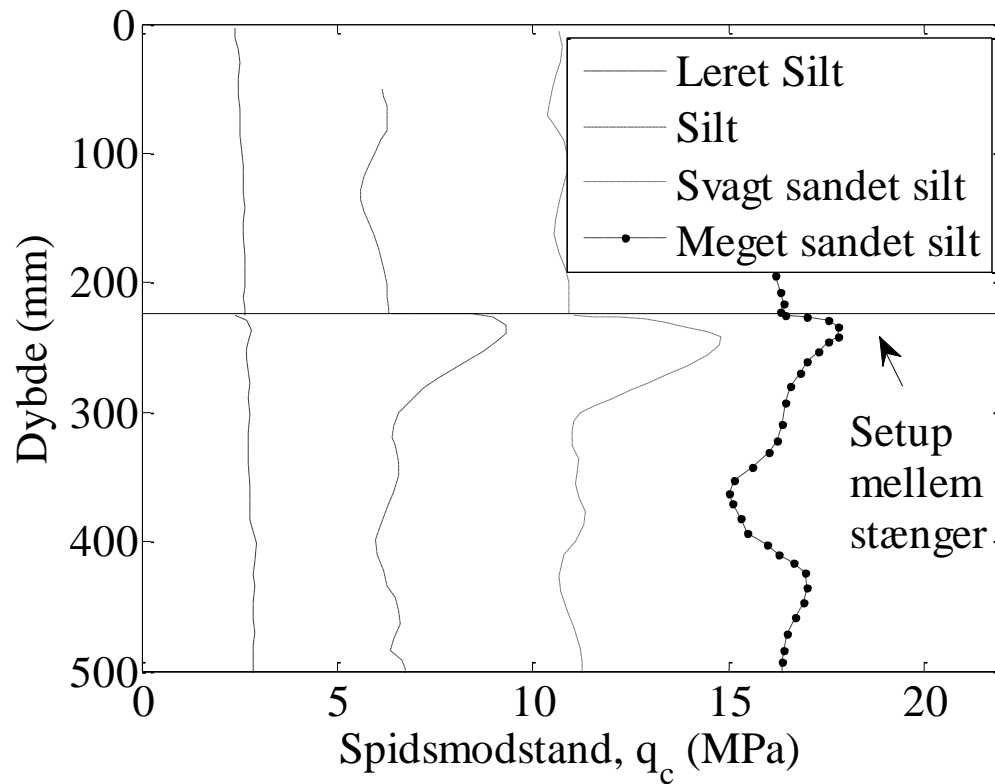 0
100
200
300
400
500
Dybde (mm)
Leret Silt
Silt
Svagt sandet silt
Meget sandet silt
Setup
mellem
stænger
0
5
10
15
20
Spidsmodstand, q_c (MPa)